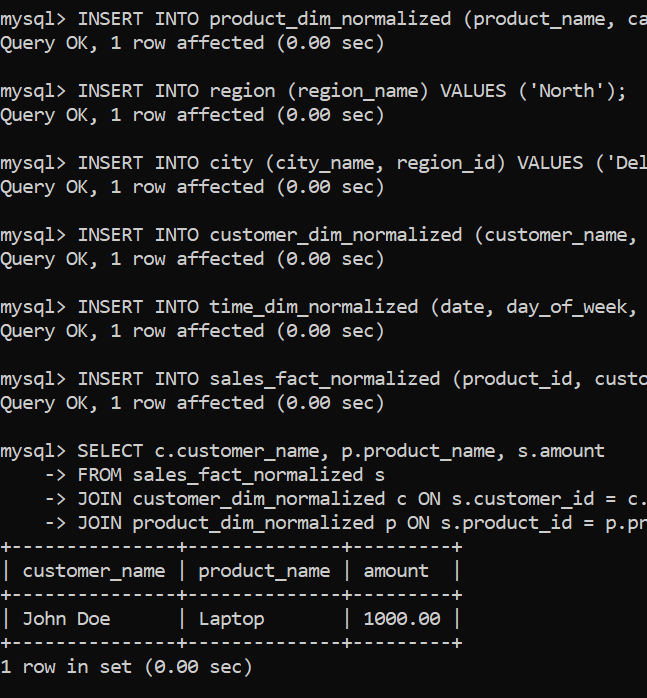 mysql> INSERT INTO product_dim_normalized (product_name, ca
Query OK, 1 row affected (0.00 sec)
mysql> INSERT INTO region (region_name) VALUES ('North');
Query OK, 1 row affected (0.00 sec)
mysql> INSERT INTO city (city_name, region_id) VALUES ('Del
Query OK, 1 row affected (0.00 sec)
mysql> INSERT INTO customer_dim_normalized (customer_name,
Query OK, 1 row affected (0.00 sec)
mysql> INSERT INTO time_dim_normalized (date, day_of_week,
Query OK, 1 row affected (0.00 sec)
mysql> INSERT INTO sales_fact_normalized (product_id, custo
Query OK, 1 row affected (0.00 sec)
mysql> SELECT c.customer_name, p.product_name, s.amount
    -> FROM sales_fact_normalized s
    -> JOIN customer_dim_normalized c ON s.customer_id = c.
    -> JOIN product_dim_normalized p ON s.product_id = p.pr
+---------------+--------------+---------+
| customer_name | product_name | amount  |
+---------------+--------------+---------+
| John Doe      | Laptop       | 1000.00 |
+---------------+--------------+---------+
1 row in set (0.00 sec)